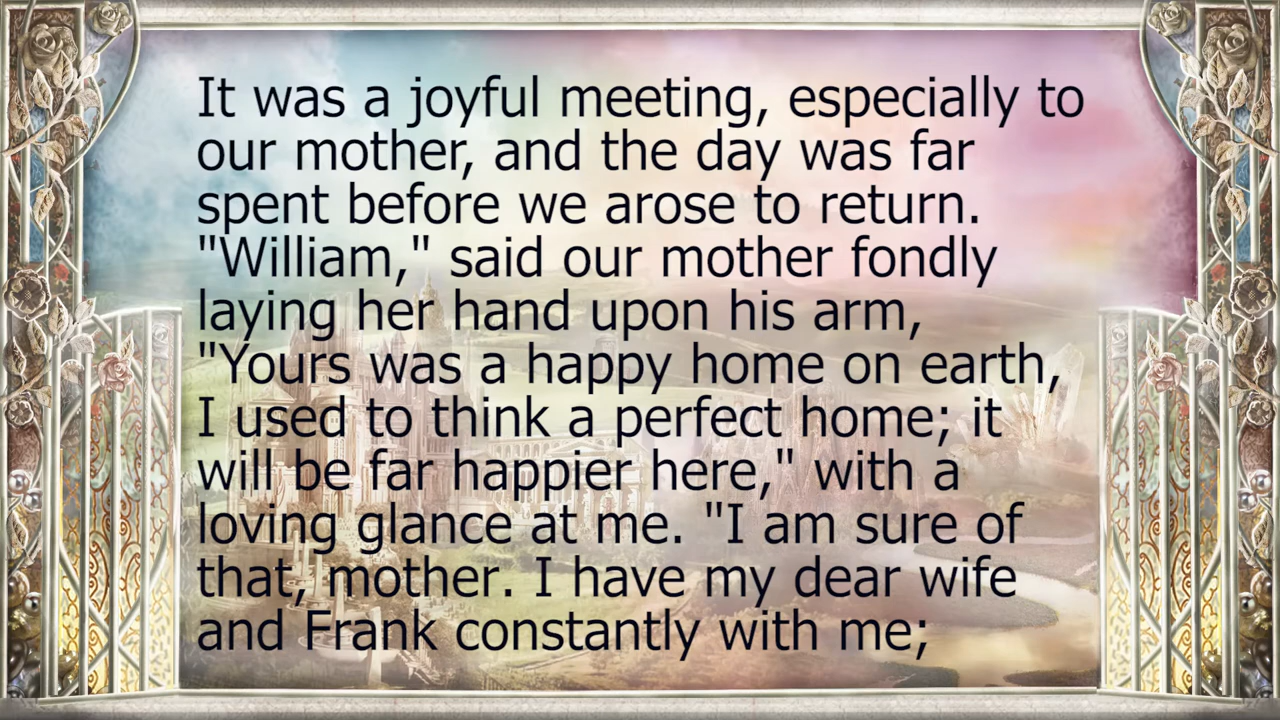 It was a joyful meeting, especially to
our mother, and the day was far
spent before we arose to return.
"William," said our mother fondly
laying her hand upon his arm,
"Yours was a happy home on earth,
I used to think a perfect home; it
will be far happier here," with a
loving glance at me. "I am sure of
that, mother. I have my dear wife
and Frank constantly with me;